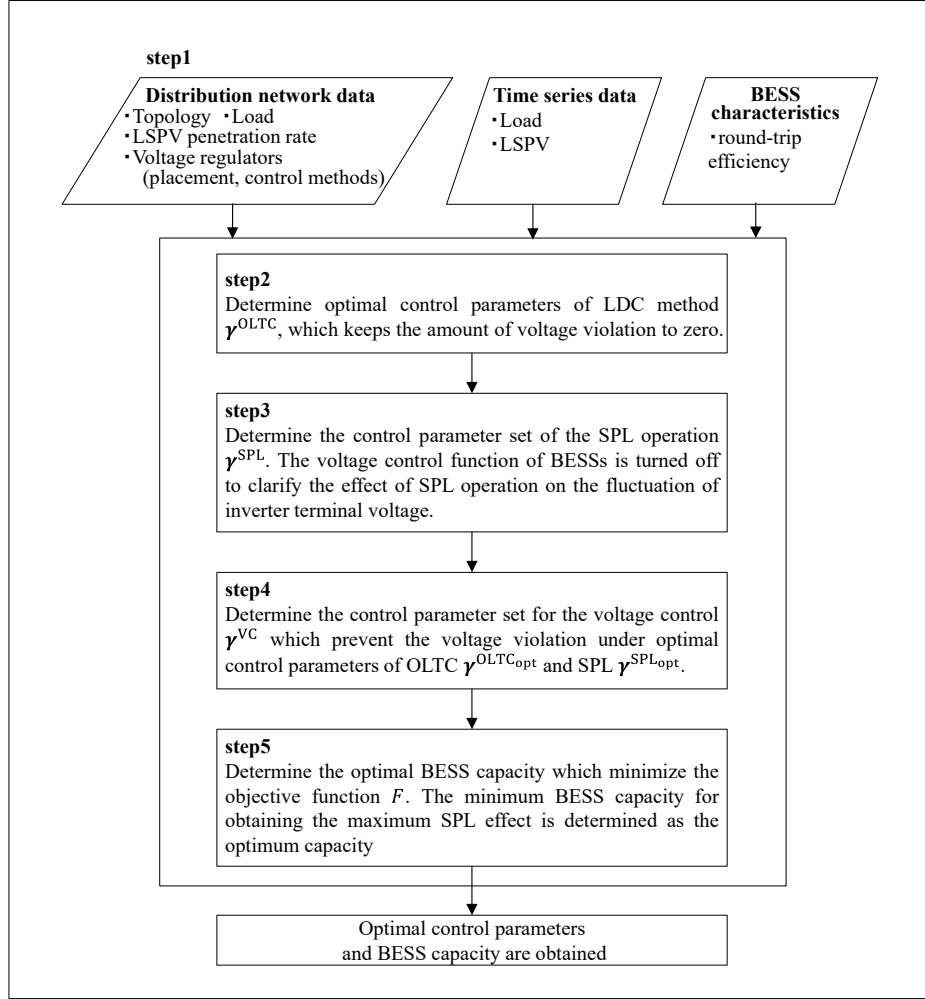 step1
Distribution network data
・Topology ・Load
・LSPV penetration rate
・Voltage regulators
(placement, control methods)
Time series data
・Load
・LSPV
BESS
characteristics
・round-trip
efficiency
step2
Determine optimal control parameters of LDC method
γ^OLTC, which keeps the amount of voltage violation to zero.
step3
Determine the control parameter set of the SPL operation
γ^SPL. The voltage control function of BESSs is turned off
to clarify the effect of SPL operation on the fluctuation of
inverter terminal voltage.
step4
Determine the control parameter set for the voltage control
γ^VC which prevent the voltage violation under optimal
control parameters of OLTC γ^OLTC_opt and SPL γ^SPL_opt.
step5
Determine the optimal BESS capacity which minimize the
objective function F. The minimum BESS capacity for
obtaining the maximum SPL effect is determined as the
optimum capacity
Optimal control parameters
and BESS capacity are obtained